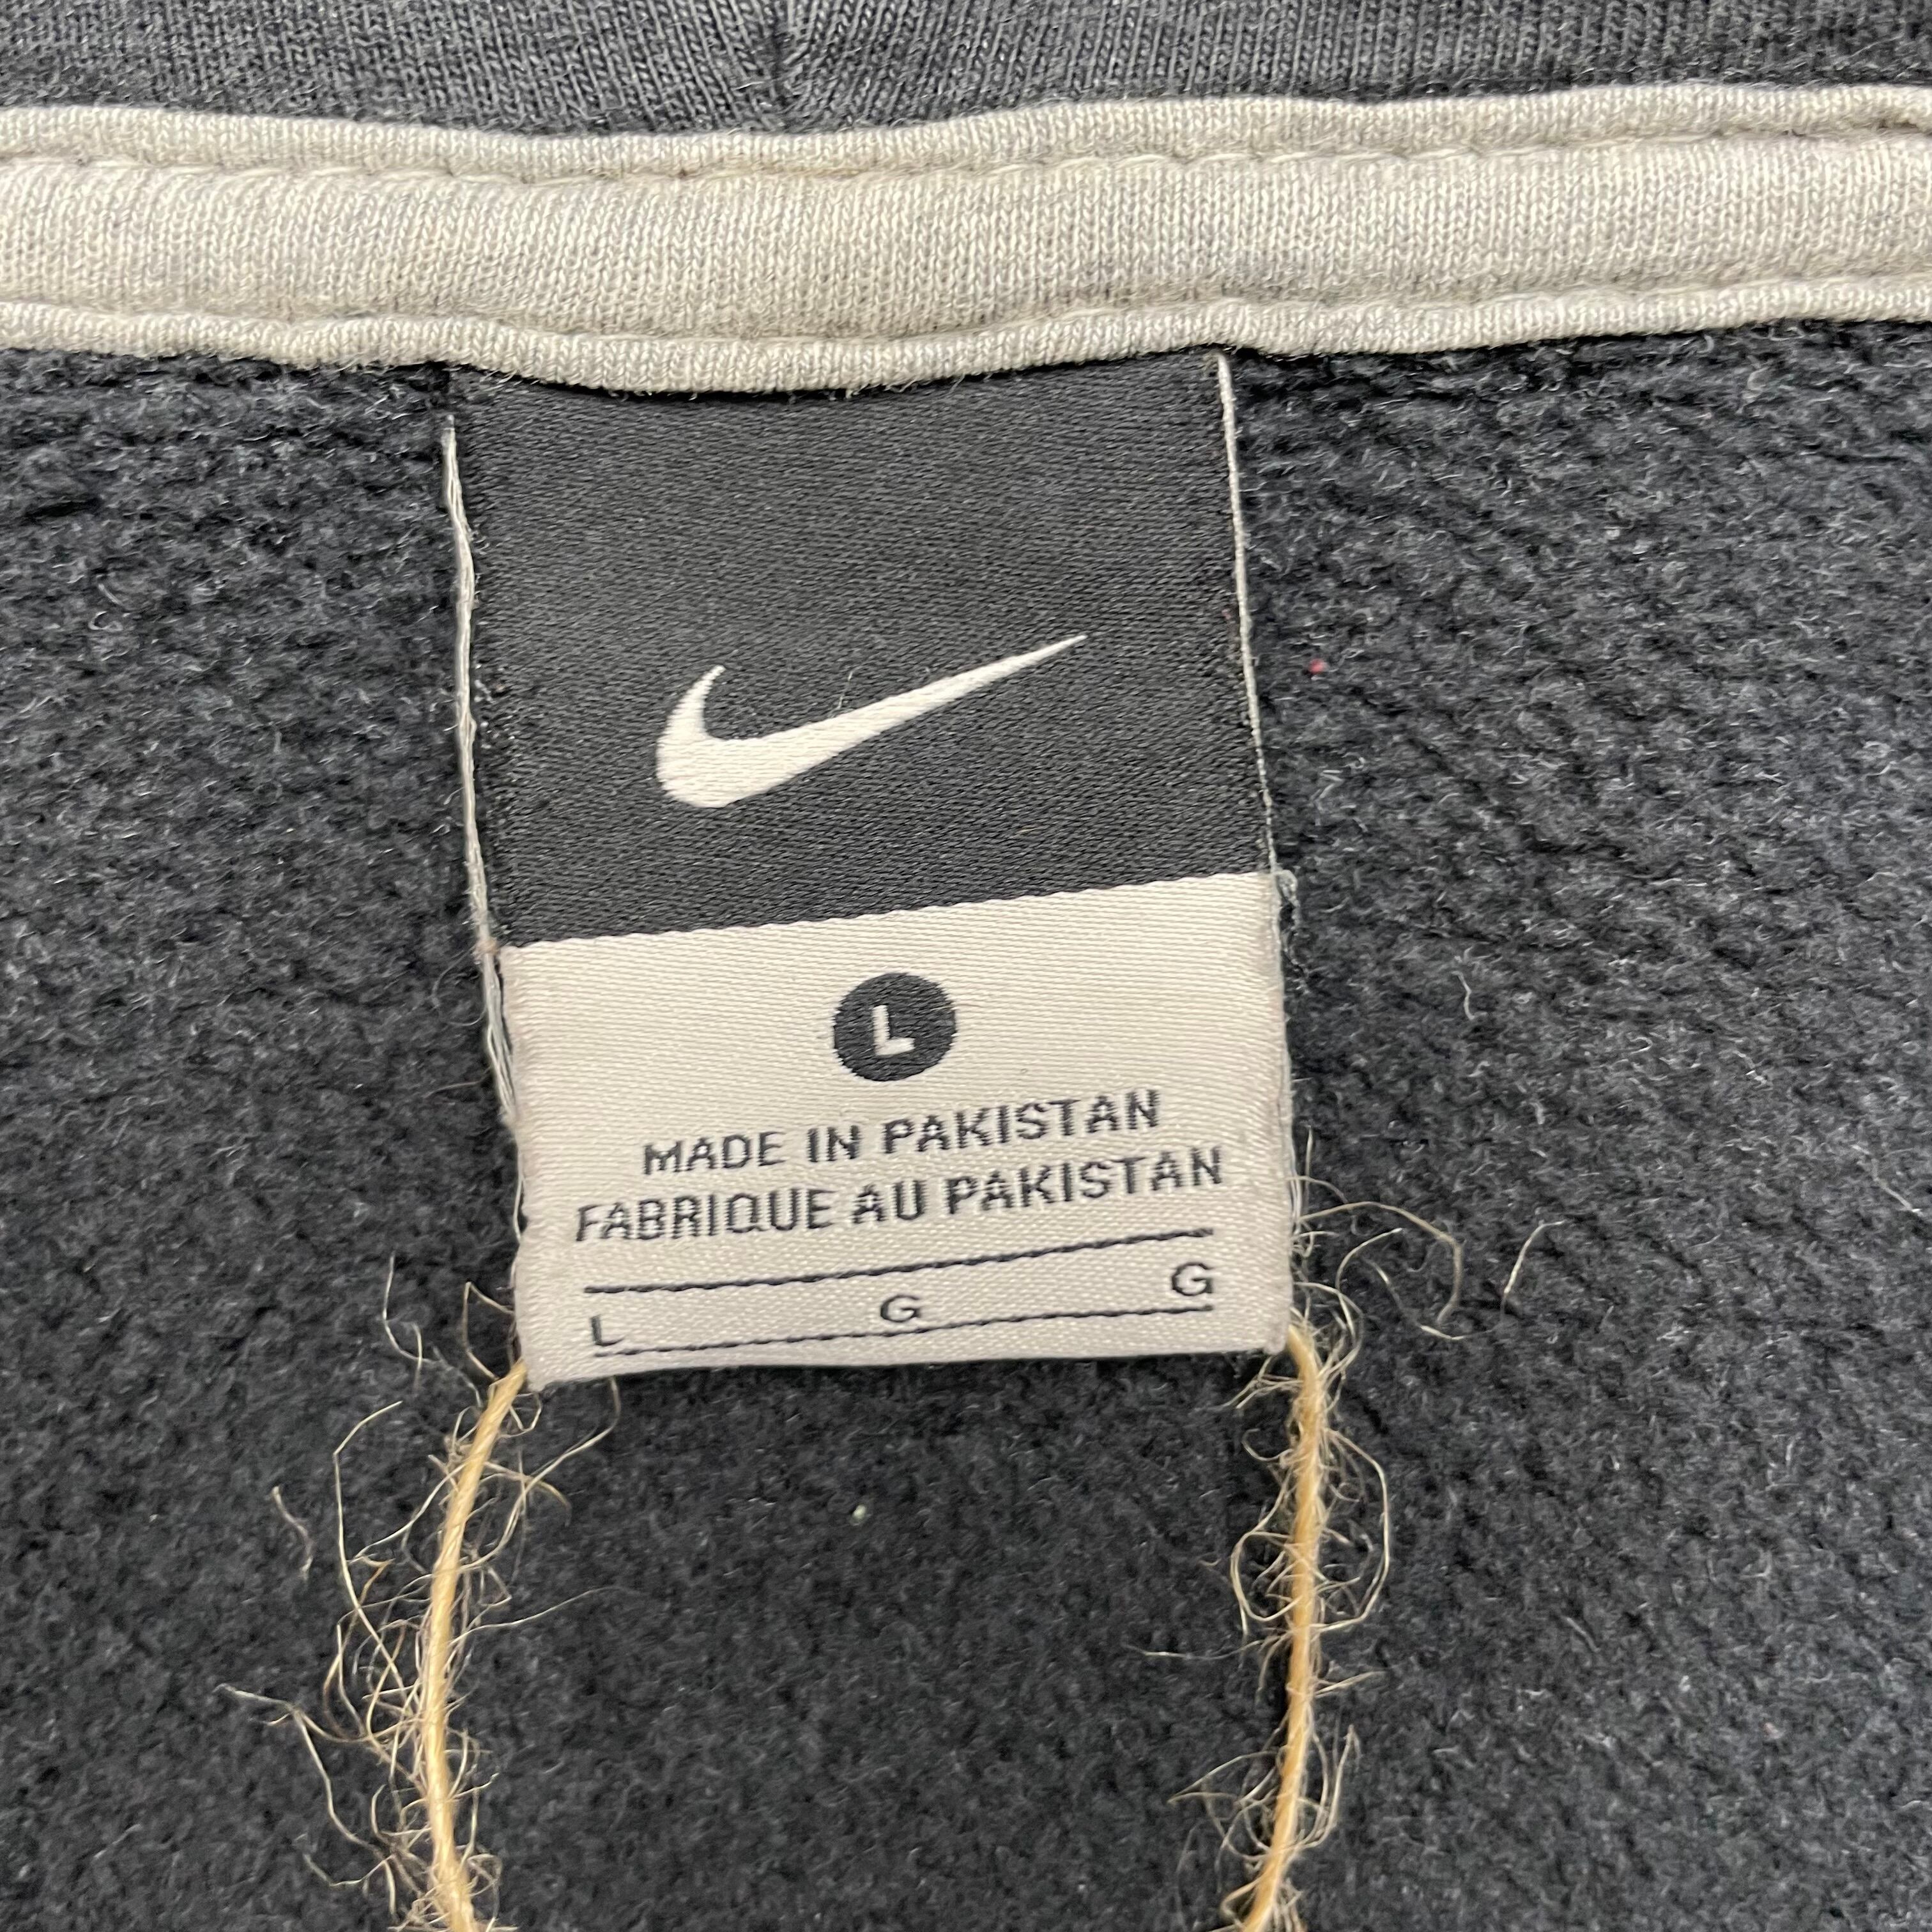 L
MADE IN PAKISTAN
FABRIQUE AU PAKISTAN
L G G